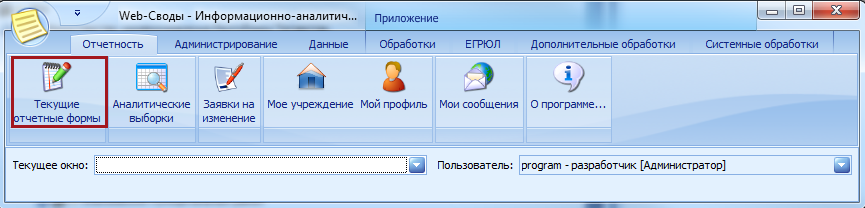 Web-Своды - Информационно-аналитич...
Приложение
Отчетность
Администрирование
Данные
Обработки
ЕГРЮЛ
Дополнительные обработки
Системные обработки
Текущие
отчетные формы
Аналитические
выборки
Заявки на
изменение
Мое учреждение
Мой профиль
Мои сообщения
О программе...
Текущее окно:
Пользователь: program - разработчик [Администратор]